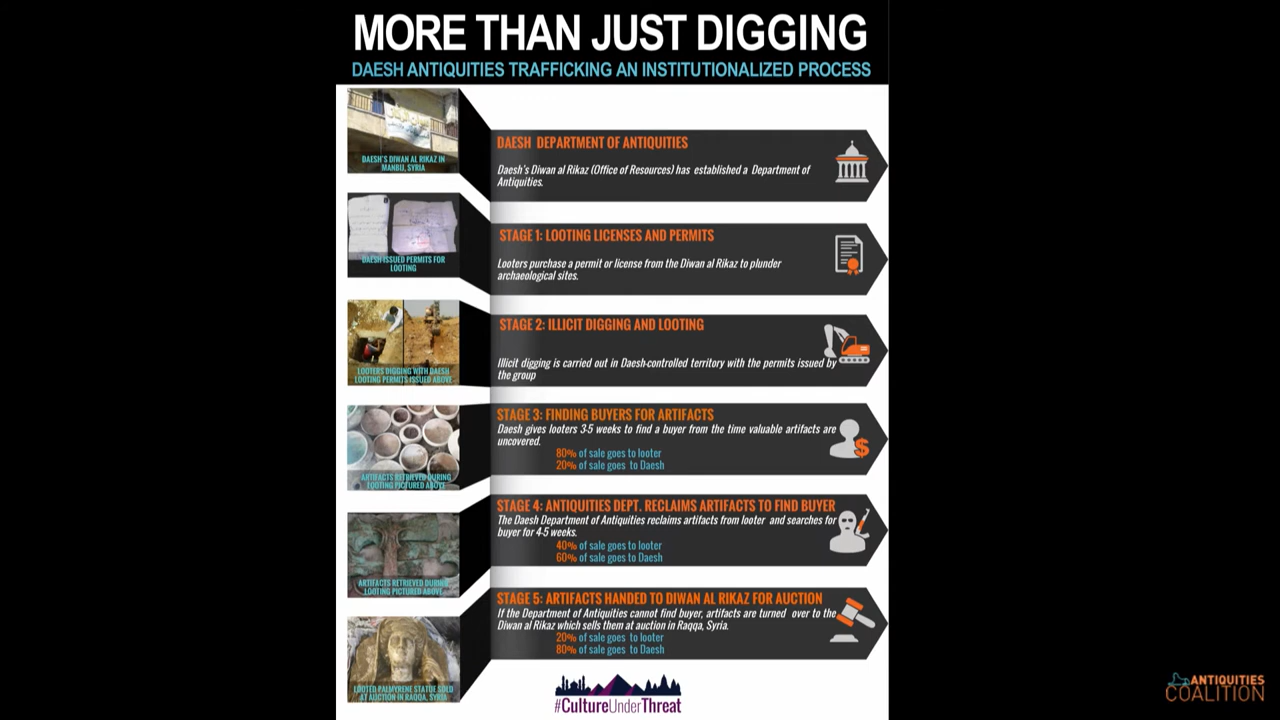 MORE THAN JUST DIGGING
DAESH ANTIQUITIES TRAFFICKING AN INSTITUTIONALIZED PROCESS
DAESH'S DIWAN AL RIKAZ IN
MANBIJ, SYRIA
DAESH DEPARTMENT OF ANTIQUITIES
Daesh's Diwan al Rikaz (Office of Resources) has established a Department of
Antiquities.
DAESH ISSUED PERMITS FOR
LOOTING
STAGE 1: LOOTING LICENSES AND PERMITS
Looters purchase a permit or license from the Diwan al Rikaz to plunder
archaeological sites.
LOOTERS DIGGING WITH DAESH
LOOTING PERMITS ISSUED ABOVE
STAGE 2: ILLICIT DIGGING AND LOOTING
Illicit digging is carried out in Daesh-controlled territory with the permits issued by
the group
ARTIFACTS RETRIEVED DURING
LOOTING PICTURED ABOVE
STAGE 3: FINDING BUYERS FOR ARTIFACTS
Daesh gives looters 3-5 weeks to find a buyer from the time valuable artifacts are
uncovered.
80% of sale goes to looter
20% of sale goes to Daesh
$
ARTIFACTS RETRIEVED DURING
LOOTING PICTURED ABOVE
STAGE 4: ANTIQUITIES DEPT. RECLAIMS ARTIFACTS TO FIND BUYER
The Daesh Department of Antiquities reclaims artifacts from looter and searches for
buyer for 4-5 weeks.
40% of sale goes to looter
60% of sale goes to Daesh
LOOTED PALMYRENE STATUE SOLD
AT AUCTION IN RAQQA, SYRIA
STAGE 5: ARTIFACTS HANDED TO DIWAN AL RIKAZ FOR AUCTION
If the Department of Antiquities cannot find buyer, artifacts are turned over to the
Diwan al Rikaz which sells them at auction in Raqqa, Syria.
20% of sale goes to looter
80% of sale goes to Daesh
#CultureUnderThreat
ANTIQUITIES
COALITION